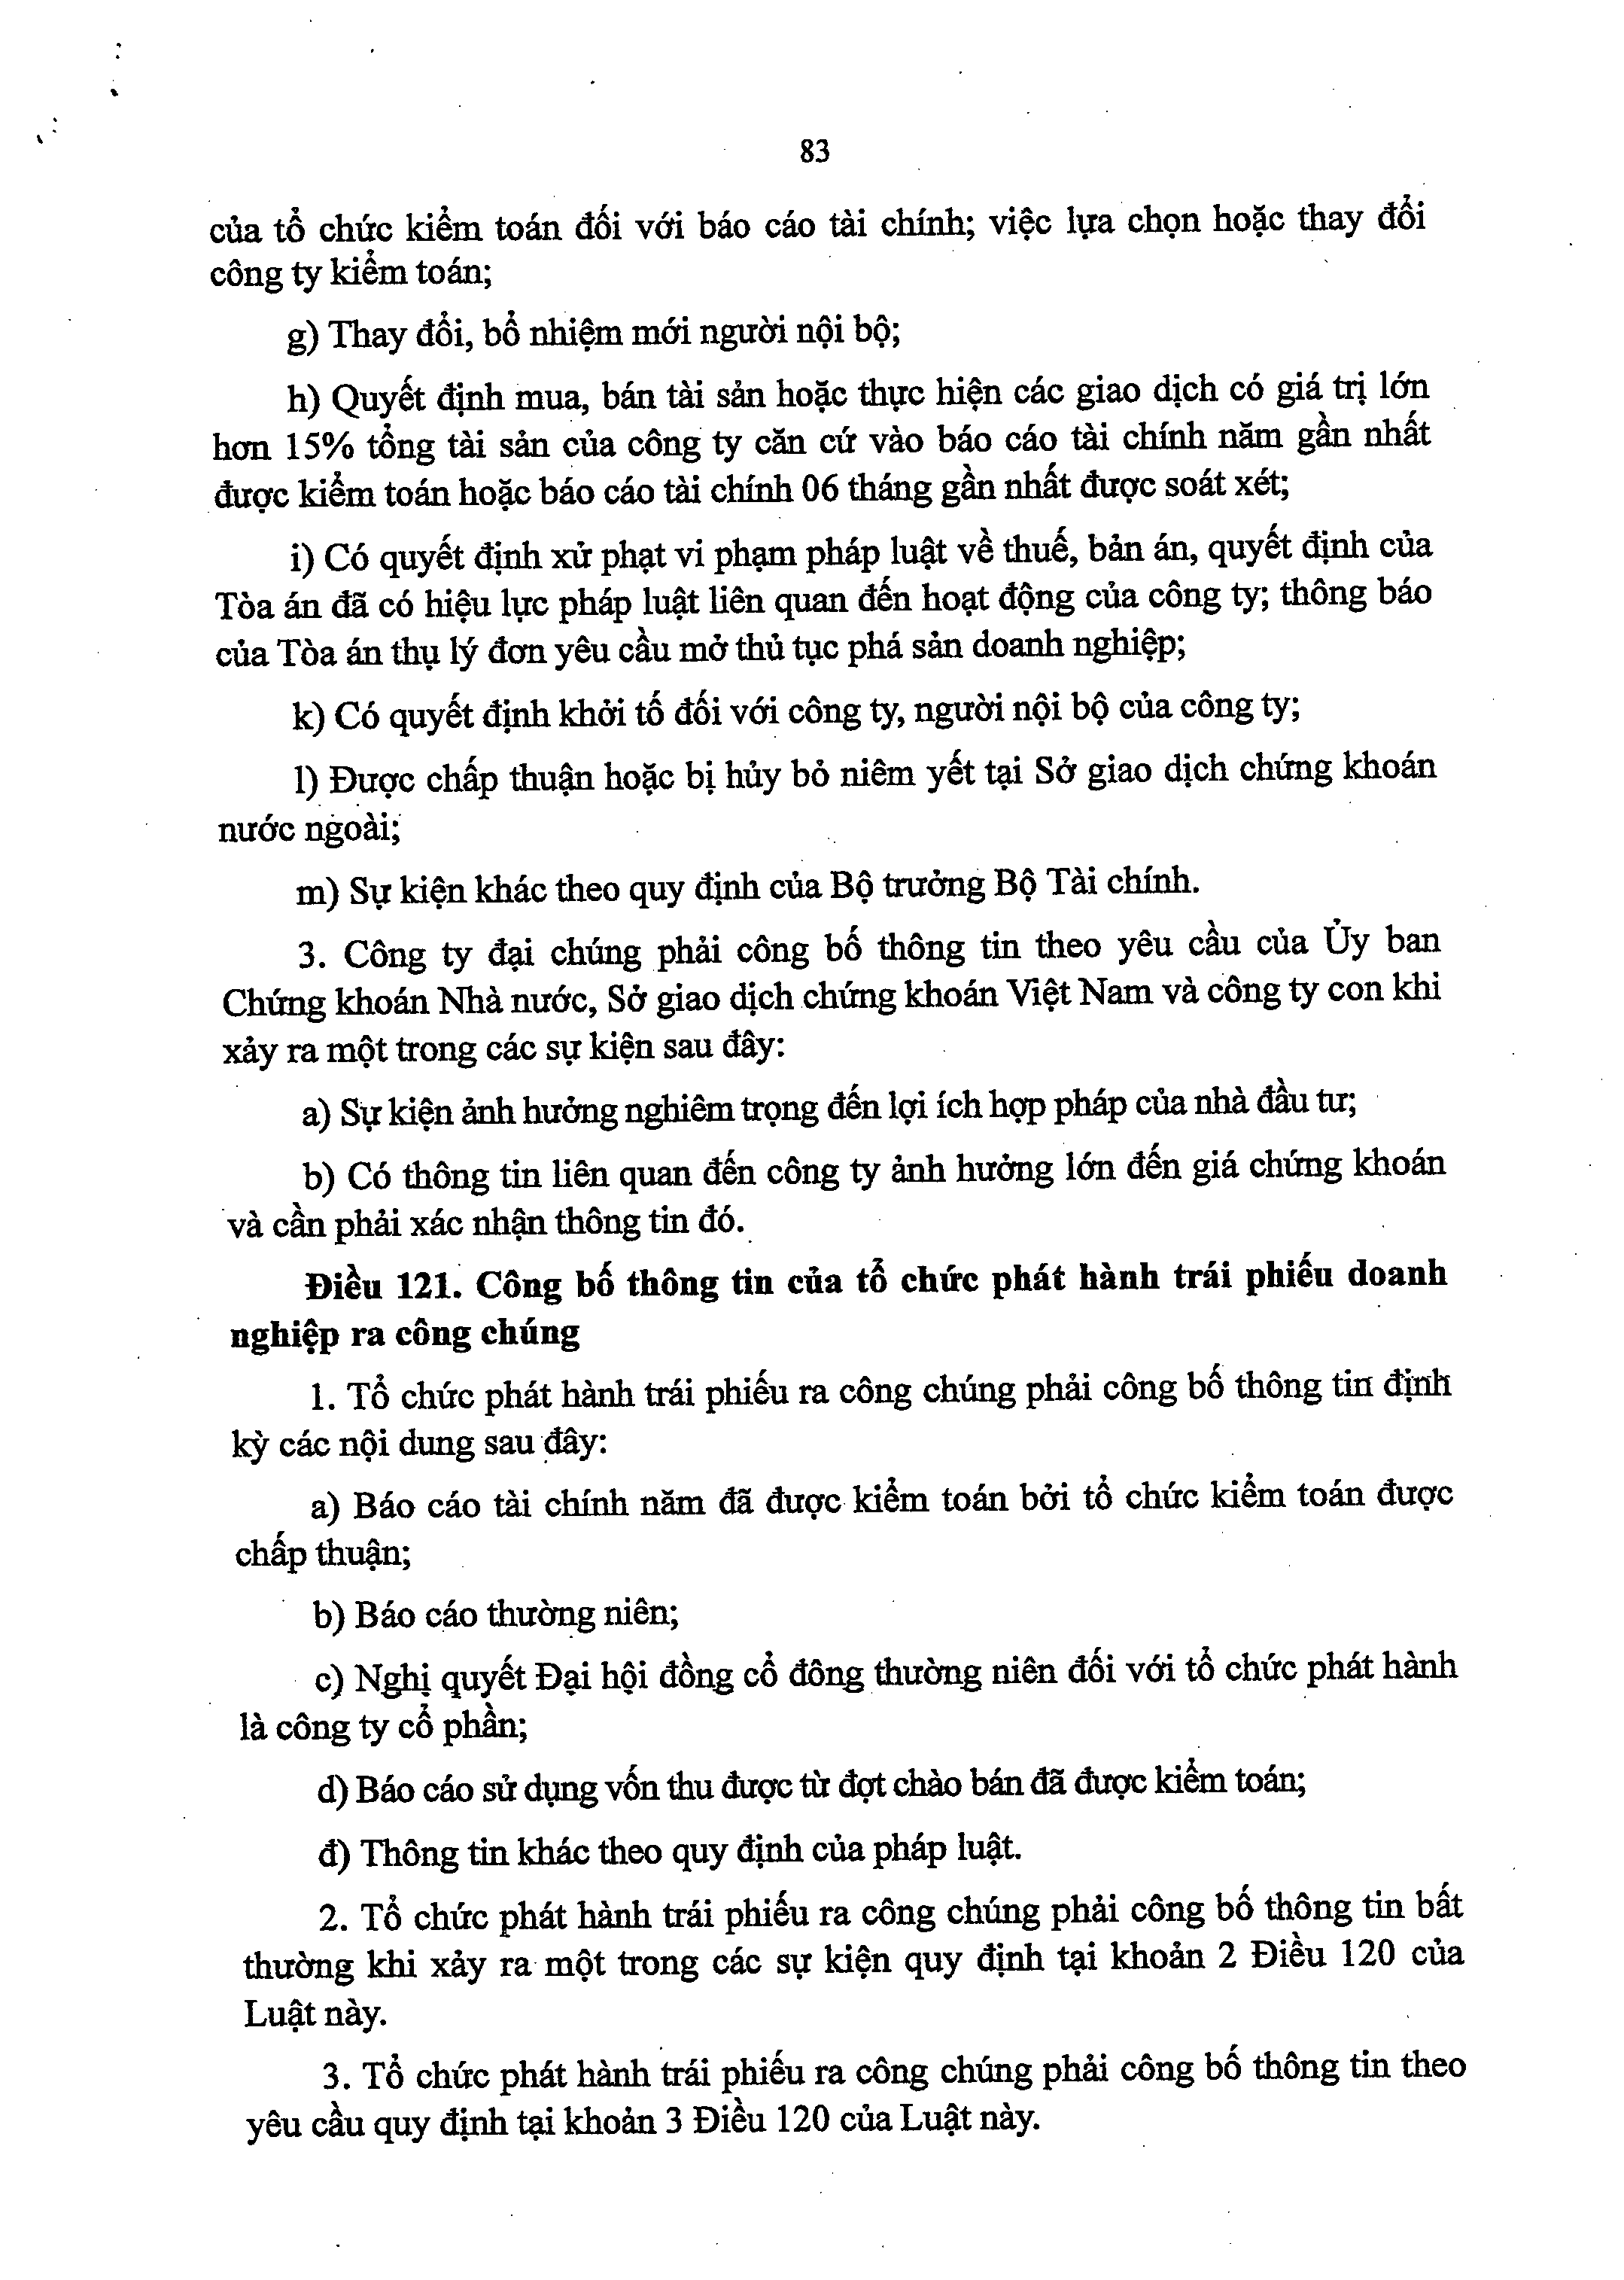 83
của tổ chức kiểm toán đối với báo cáo tài chính; việc lựa chọn hoặc thay đổi
công ty kiểm toán;
g) Thay đổi, bổ nhiệm mới người nội bộ;
h) Quyết định mua, bán tài sản hoặc thực hiện các giao dịch có giá trị lớn
hơn 15% tổng tài sản của công ty căn cứ vào báo cáo tài chính năm gần nhất
được kiểm toán hoặc báo cáo tài chính 06 tháng gần nhất được soát xét;
i) Có quyết định xử phạt vi phạm pháp luật về thuế, bản án, quyết định của
Tòa án đã có hiệu lực pháp luật liên quan đến hoạt động của công ty; thông báo
của Tòa án thụ lý đơn yêu cầu mở thủ tục phá sản doanh nghiệp;
k) Có quyết định khởi tố đối với công ty, người nội bộ của công ty;
l) Được chấp thuận hoặc bị hủy bỏ niêm yết tại Sở giao dịch chứng khoán
nước ngoài;
m) Sự kiện khác theo quy định của Bộ trưởng Bộ Tài chính.
3. Công ty đại chúng phải công bố thông tin theo yêu cầu của Ủy ban
Chứng khoán Nhà nước, Sở giao dịch chứng khoán Việt Nam và công ty con khi
xảy ra một trong các sự kiện sau đây:
a) Sự kiện ảnh hưởng nghiêm trọng đến lợi ích hợp pháp của nhà đầu tư;
b) Có thông tin liên quan đến công ty ảnh hưởng lớn đến giá chứng khoán
và cần phải xác nhận thông tin đó.
Điều 121. Công bố thông tin của tổ chức phát hành trái phiếu doanh
nghiệp ra công chúng
1. Tổ chức phát hành trái phiếu ra công chúng phải công bố thông tin định
kỳ các nội dung sau đây:
a) Báo cáo tài chính năm đã được kiểm toán bởi tổ chức kiểm toán được
chấp thuận;
b) Báo cáo thường niên;
c) Nghị quyết Đại hội đồng cổ đông thường niên đối với tổ chức phát hành
là công ty cổ phần;
d) Báo cáo sử dụng vốn thu được từ đợt chào bán đã được kiểm toán;
đ) Thông tin khác theo quy định của pháp luật.
2. Tổ chức phát hành trái phiếu ra công chúng phải công bố thông tin bất
thường khi xảy ra một trong các sự kiện quy định tại khoản 2 Điều 120 của
Luật này.
3. Tổ chức phát hành trái phiếu ra công chúng phải công bố thông tin theo
yêu cầu quy định tại khoản 3 Điều 120 của Luật này.